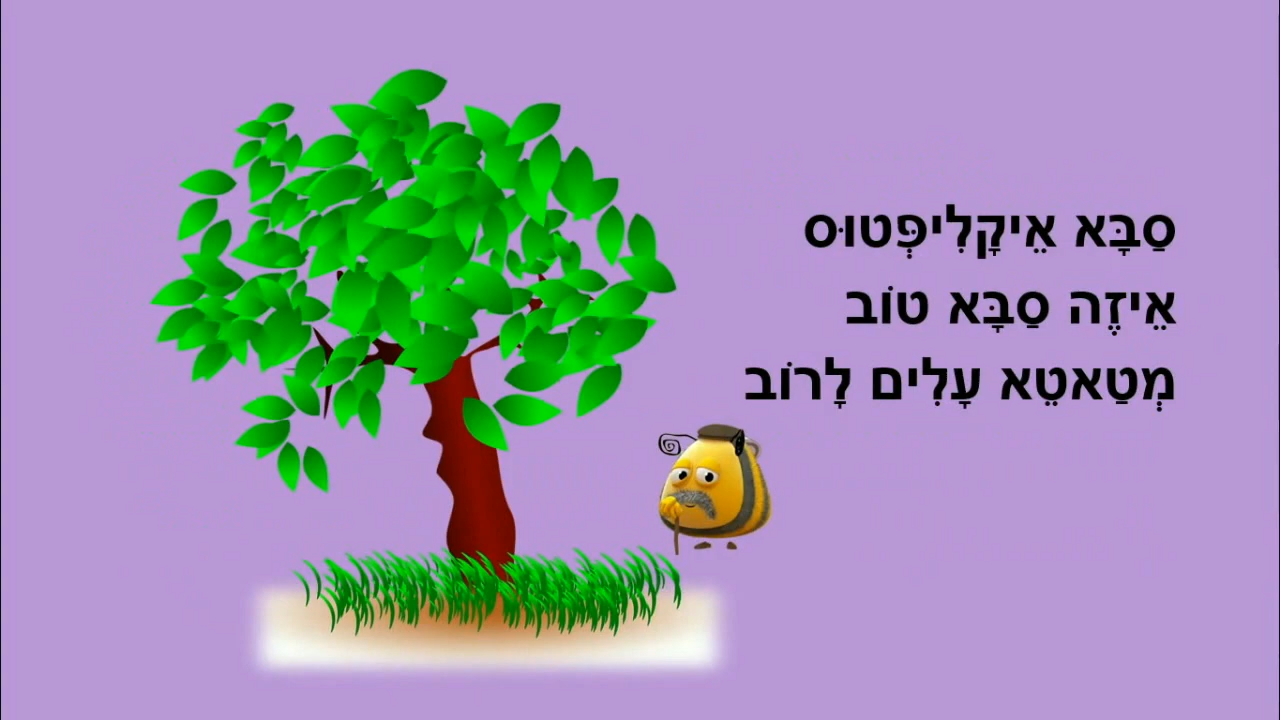 סַבָּא אֵיקָלִיפְּטוּס
אֵיזֶה סַבָּא טוֹב
מְטַאטֵא עָלִים לָרוֹב